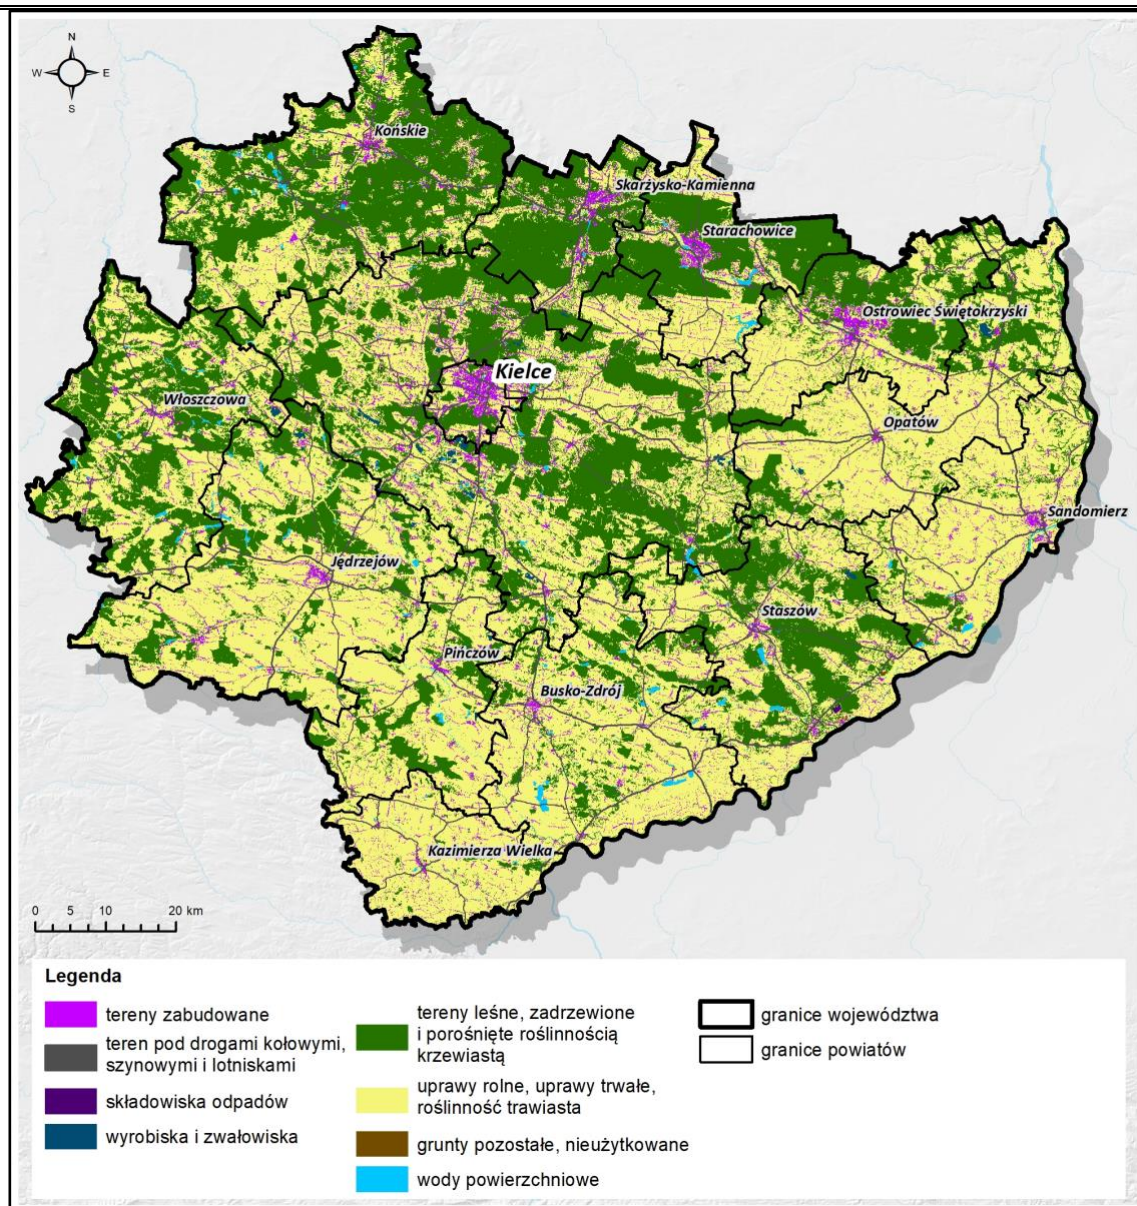 N
W E
S
Końskie
Skarżysko-Kamienna
Starachowice
Ostrowiec Świętokrzyski
Kielce
Włoszczowa
Opatów
Sandomierz
Jędrzejów
Staszów
Pińczów
Busko-Zdrój
Kazimierza Wielka
0 5 10 20 km
Legenda
tereny zabudowane
teren pod drogami kołowymi,
szynowymi i lotniskami
składowiska odpadów
wyrobiska i zwałowiska
tereny leśne, zadrzewione
i porośnięte roślinnością
krzewiastą
uprawy rolne, uprawy trwałe,
roślinność trawiasta
grunty pozostałe, nieużytkowane
wody powierzchniowe
granice województwa
granice powiatów